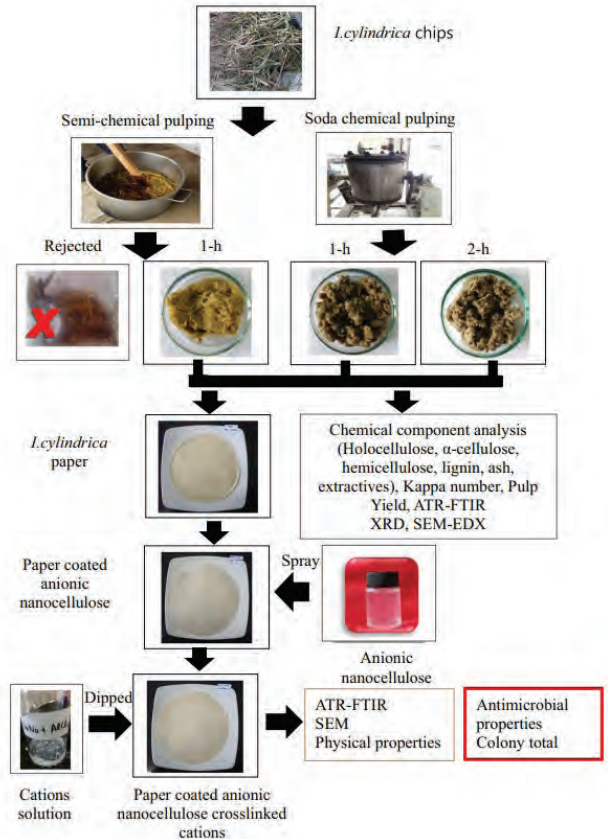 I.cylindrica chips
Semi-chemical pulping
Soda chemical pulping
Rejected
1-h
1-h
2-h
X
I.cylindrica
paper
Chemical component analysis
(Holocellulose, α-cellulose,
hemicellulose, lignin, ash,
extractives), Kappa number, Pulp
Yield, ATR-FTIR
XRD, SEM-EDX
Paper coated
anionic
nanocellulose
Spray
Anionic
nanocellulose
Dipped
ATR-FTIR
SEM
Physical properties
Antimicrobial
properties
Colony total
Cations
solution
Paper coated anionic
nanocellulose crosslinked
cations